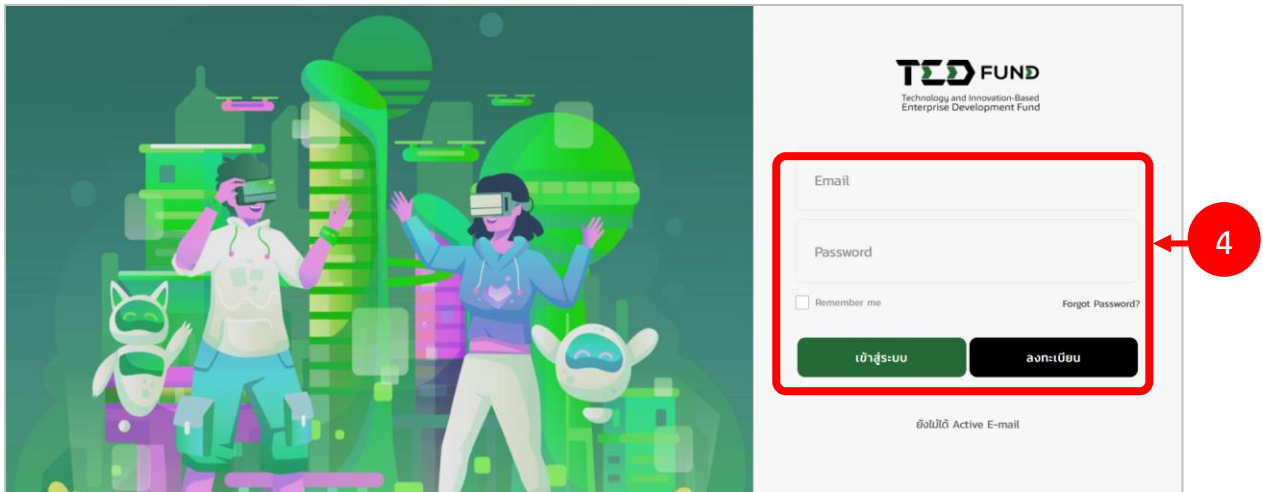 TED FUND
Technology and Innovation-Based
Enterprise Development Fund
Email
Password
Remember me
Forgot Password?
เข้าสู่ระบบ
ลงทะเบียน
4
ยังไม่ได้ Active E-mail